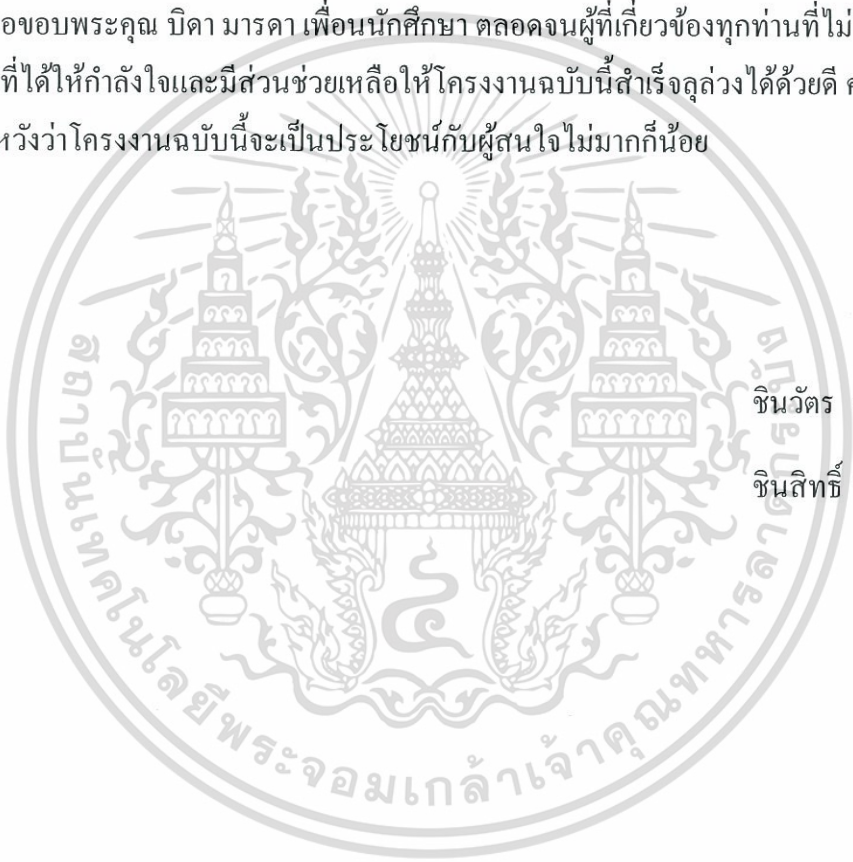 อขอบพระคุณ บิดา มารดา เพื่อนนักศึกษา ตลอดจนผู้ที่เกี่ยวข้องทุกท่านที่ไม่
ที่ได้ให้กำลังใจและมีส่วนช่วยเหลือให้โครงงานฉบับนี้สำเร็จลุล่วงได้ด้วยดี
หวังว่าโครงงานฉบับนี้จะเป็นประโยชน์กับผู้สนใจไม่มากก็น้อย
ชินวัตร
ชินสิทธิ์
สถาบันเทคโนโลยีพระจอมเกล้าเจ้าคุณทหารลาดกระบัง